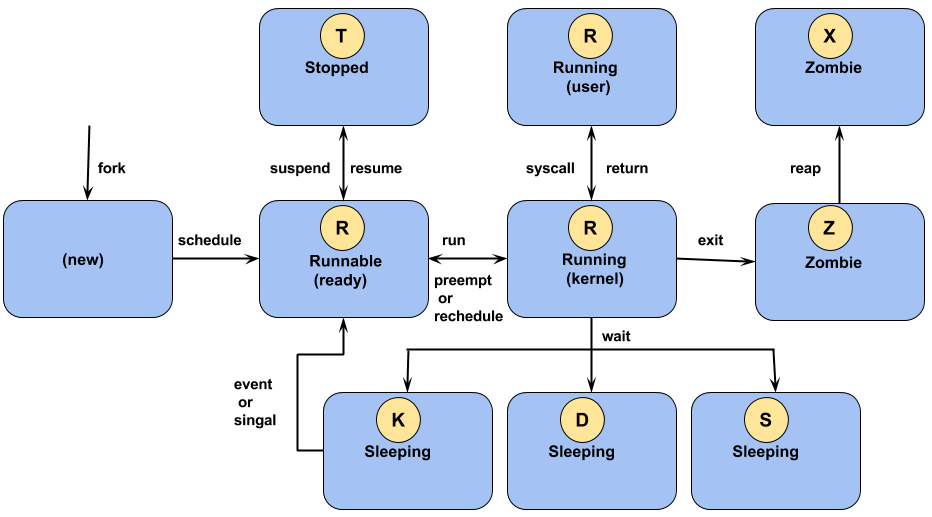 T
Stopped
R
Running
(user)
X
Zombie
fork
suspend
resume
syscall
return
reap
(new)
schedule
R
Runnable
(ready)
run
preempt
or
rechedule
R
Running
(kernel)
exit
Z
Zombie
wait
event
or
singal
K
Sleeping
D
Sleeping
S
Sleeping